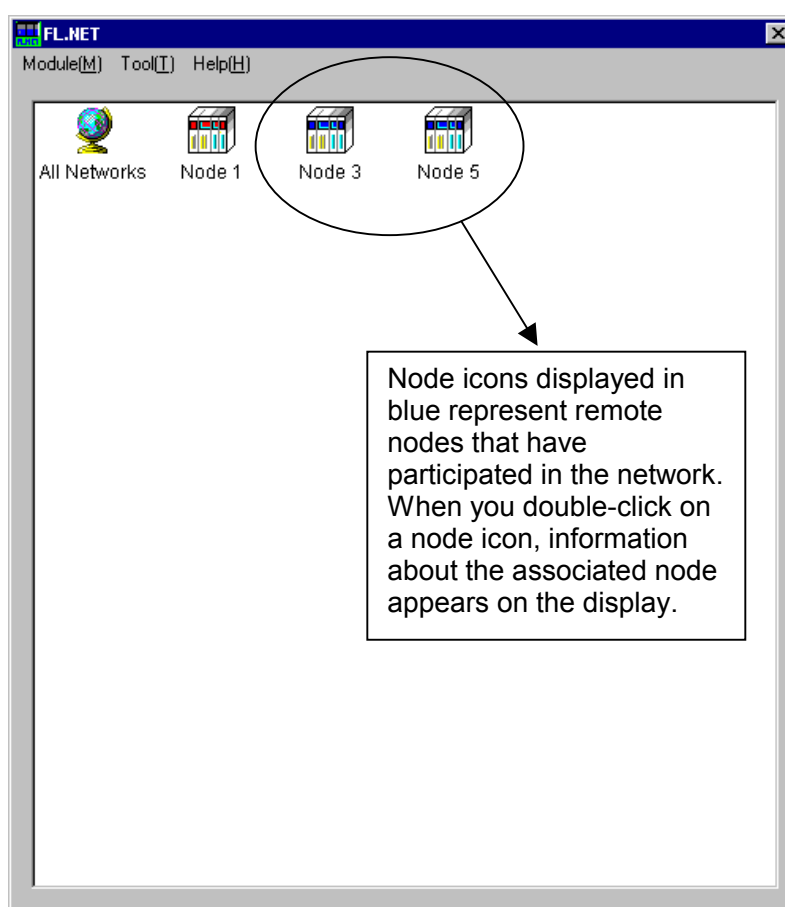 FL.NET
Module(M) Tool(T) Help(H)
All Networks Node 1 Node 3 Node 5
Node icons displayed in
blue represent remote
nodes that have
participated in the network.
When you double-click on
a node icon, information
about the associated node
appears on the display.